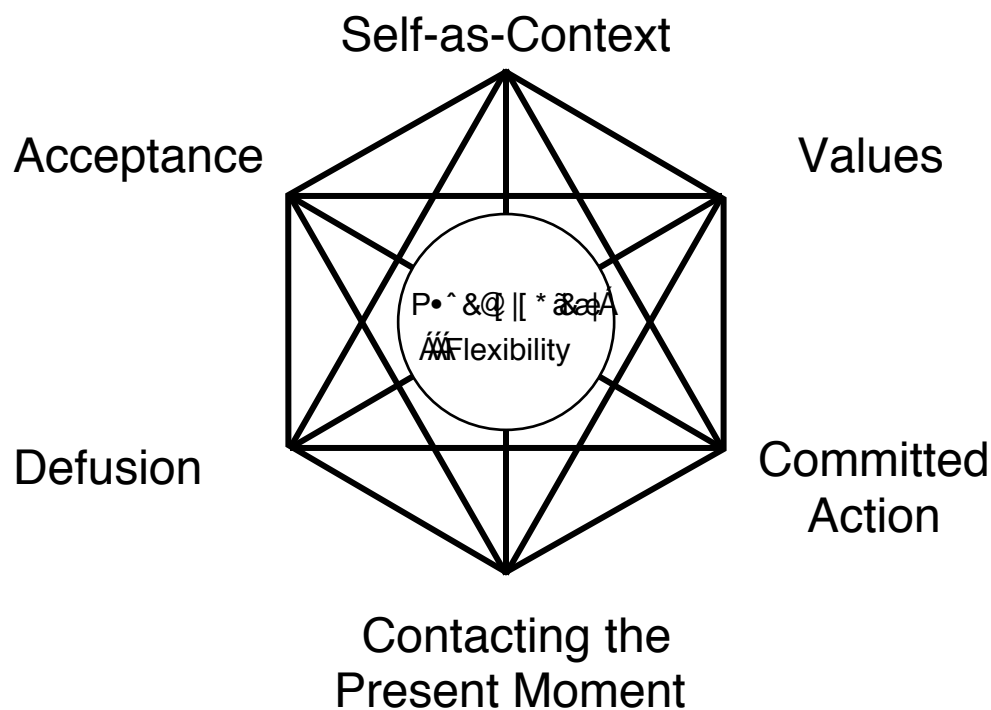 Self-as-Context
Acceptance
Values
Flexibility
Defusion
Committed
Action
Contacting the
Present Moment